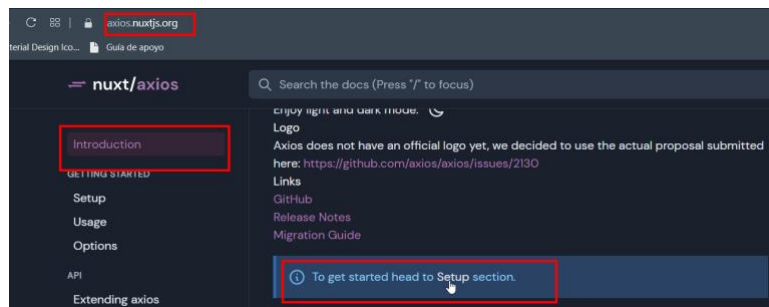 axios.nuxtjs.org
terial Design Ico...
Guía de apoyo
nuxt/axios
Search the docs (Press "/" to focus)
Introduction
GETTING STARTED
Setup
Usage
Options
API
Extending axios
Enjoy light and dark mode.
Logo
Axios does not have an official logo yet, we decided to use the actual proposal submitted
here: https://github.com/axios/axios/issues/2130
Links
GitHub
Release Notes
Migration Guide
To get started head to Setup section.